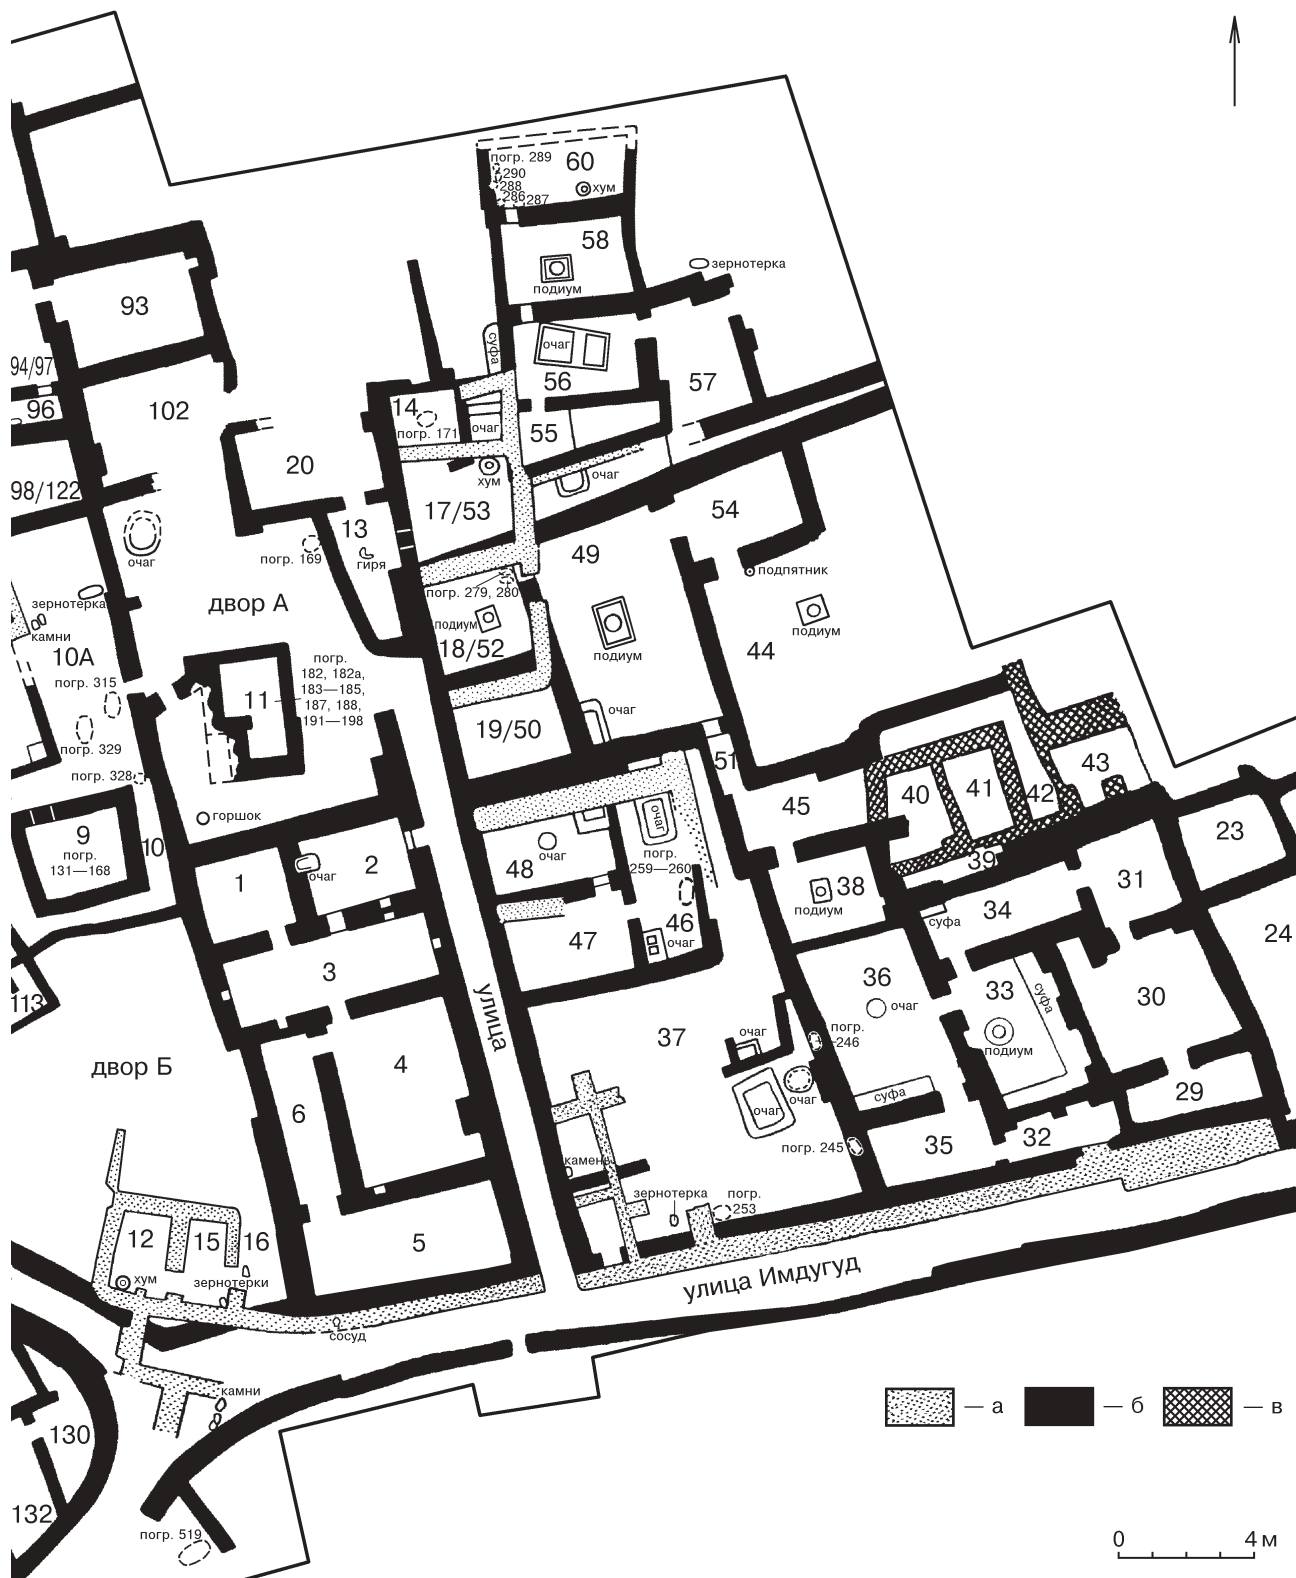 погр. 289
290
288
286
287
60
хум
58
подиум
зернотерка
93
суфа
очаг
56
57
94/97
96
102
14
погр. 171
очаг
55
20
хум
очаг
98/122
17/53
54
13
очаг
погр. 169
гиря
49
подпятник
зернотерка
двор А
погр. 279, 280
камни
подиум
подиум
10А
18/52
подиум
44
погр. 315
11
погр.
182, 182а,
183—185,
187, 188,
191—198
очаг
19/50
погр. 329
51
43
погр. 328
41
42
40
45
горшок
очаг
9
погр.
131—168
10
23
48
очаг
погр.
259—260
39
1
2
очаг
38
подиум
31
34
суфа
46
очаг
47
24
3
36
33
суфа
30
113
улица
очаг
37
очаг
погр.
246
подиум
двор Б
4
29
суфа
очаг
очаг
6
35
32
погр. 245
камень
зернотерка
погр.
253
12
15
16
5
хум
зернотерки
улица Имдугуд
сосуд
камни
— а
— б
— в
130
132
погр. 519
0
4 м